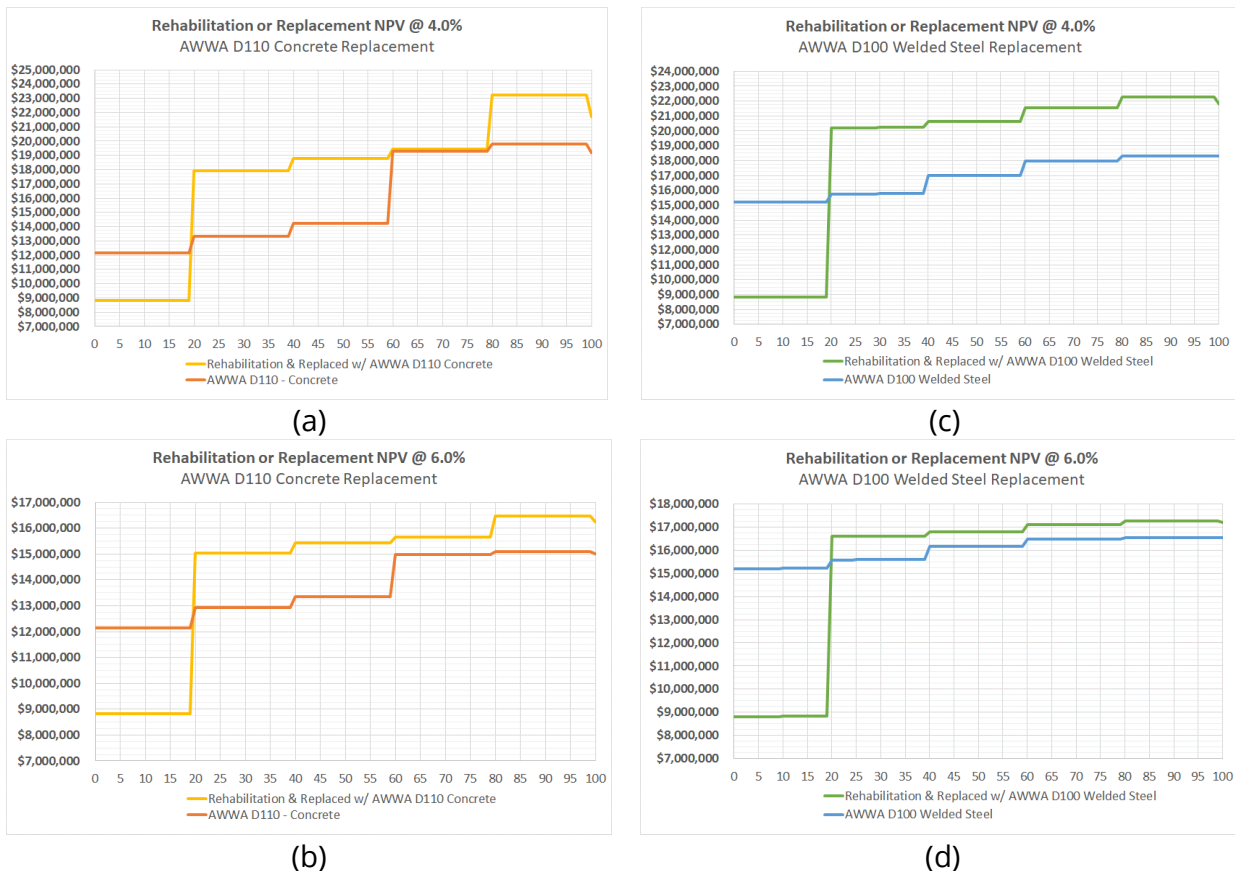 Rehabilitation or Replacement NPV @ 4.0%
AWWA D110 Concrete Replacement
$25,000,000
$24,000,000
$23,000,000
$22,000,000
$21,000,000
$20,000,000
$19,000,000
$18,000,000
$17,000,000
$16,000,000
$15,000,000
$14,000,000
$13,000,000
$12,000,000
$11,000,000
$10,000,000
$9,000,000
$8,000,000
$7,000,000
0 5 10 15 20 25 30 35 40 45 50 55 60 65 70 75 80 85 90 95 100
Rehabilitation & Replaced w/ AWWA D110 Concrete
AWWA D110 - Concrete
(a)
Rehabilitation or Replacement NPV @ 4.0%
AWWA D100 Welded Steel Replacement
$24,000,000
$23,000,000
$22,000,000
$21,000,000
$20,000,000
$19,000,000
$18,000,000
$17,000,000
$16,000,000
$15,000,000
$14,000,000
$13,000,000
$12,000,000
$11,000,000
$10,000,000
$9,000,000
$8,000,000
$7,000,000
0 5 10 15 20 25 30 35 40 45 50 55 60 65 70 75 80 85 90 95 100
Rehabilitation & Replaced w/ AWWA D100 Welded Steel
AWWA D100 Welded Steel
(c)
Rehabilitation or Replacement NPV @ 6.0%
AWWA D110 Concrete Replacement
$17,000,000
$16,000,000
$15,000,000
$14,000,000
$13,000,000
$12,000,000
$11,000,000
$10,000,000
$9,000,000
$8,000,000
$7,000,000
0 5 10 15 20 25 30 35 40 45 50 55 60 65 70 75 80 85 90 95 100
Rehabilitation & Replaced w/ AWWA D110 Concrete
AWWA D110 - Concrete
(b)
Rehabilitation or Replacement NPV @ 6.0%
AWWA D100 Welded Steel Replacement
$18,000,000
$17,000,000
$16,000,000
$15,000,000
$14,000,000
$13,000,000
$12,000,000
$11,000,000
$10,000,000
$9,000,000
$8,000,000
$7,000,000
0 5 10 15 20 25 30 35 40 45 50 55 60 65 70 75 80 85 90 95 100
Rehabilitation & Replaced w/ AWWA D100 Welded Steel
AWWA D100 Welded Steel
(d)